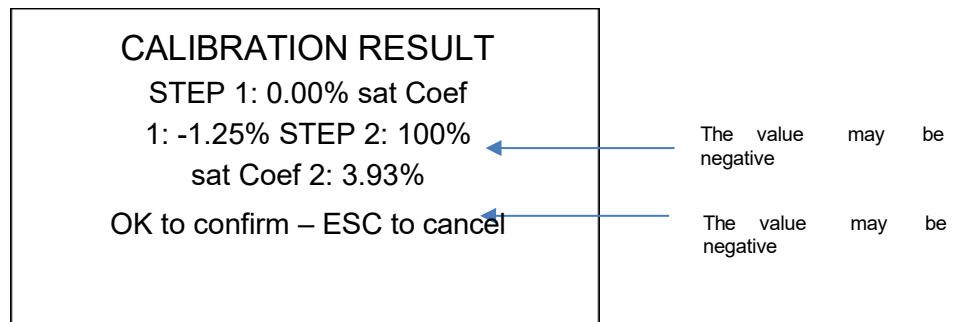 CALIBRATION RESULT
STEP 1: 0.00% sat Coef
1: -1.25% STEP 2: 100%
sat Coef 2: 3.93%
OK to confirm – ESC to cancel
The value may be
negative
The value may be
negative